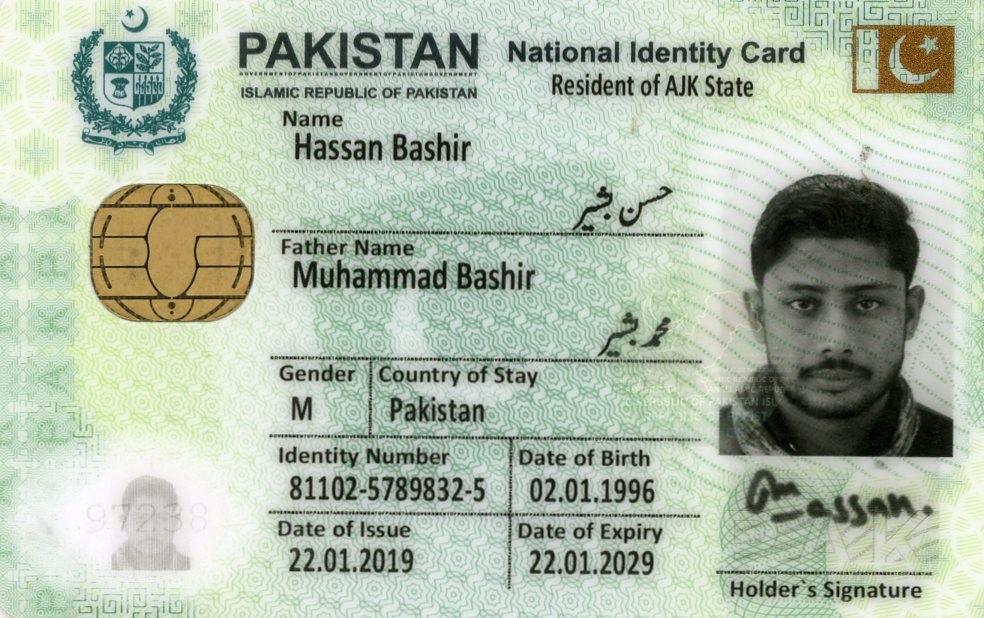 PAKISTAN
ISLAMIC REPUBLIC OF PAKISTAN
National Identity Card
Resident of AJK State
Name
Hassan Bashir
حسن بشیر
Father Name
Muhammad Bashir
محمد بشیر
Gender
Country of Stay
M
Pakistan
Identity Number
Date of Birth
81102-5789832-5
02.01.1996
Date of Issue
Date of Expiry
22.01.2019
22.01.2029
97238
Hassan.
Holder`s Signature